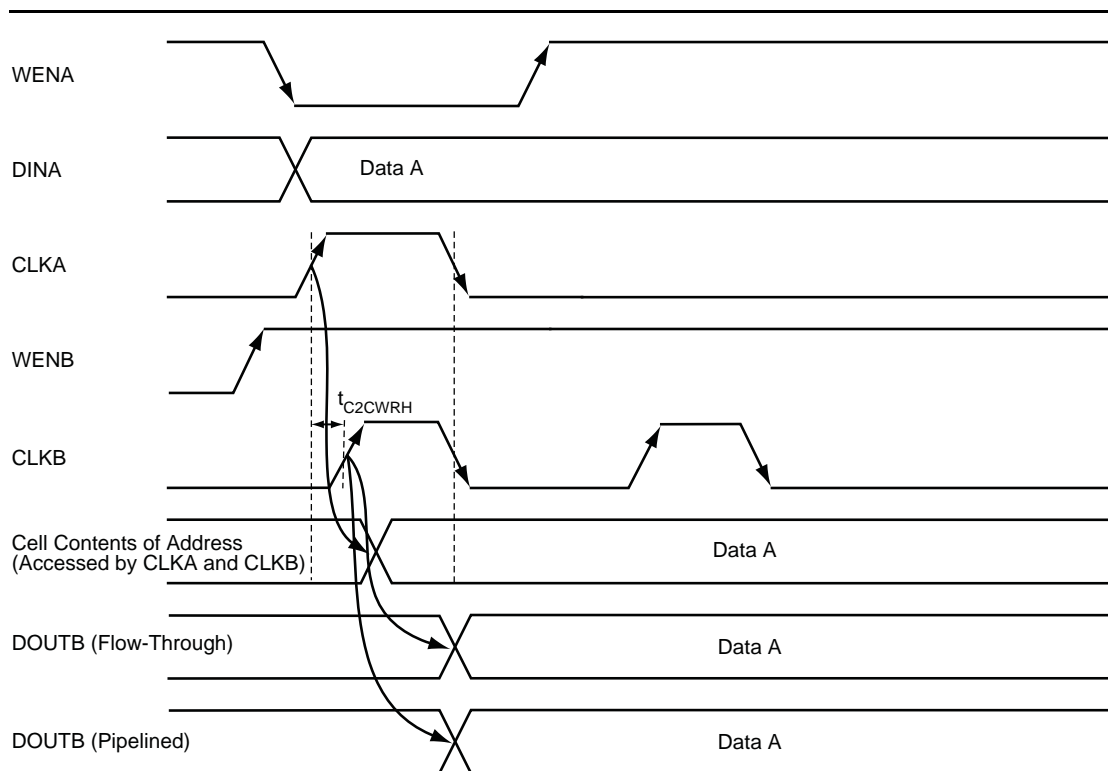 WENA
DINA
Data A
CLKA
WENB
tC2CWRH
CLKB
Cell Contents of Address
(Accessed by CLKA and CLKB)
Data A
DOUTB (Flow-Through)
Data A
DOUTB (Pipelined)
Data A